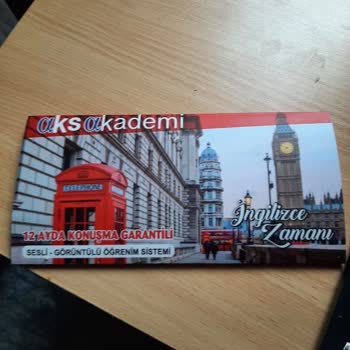 aksakademi
TELEPHONE
12 AYDA KONUŞMA GARANTİLİ
SESLİ - GÖRÜNTÜLÜ ÖĞRENİM SİSTEMİ
İngilizce
Zamanı